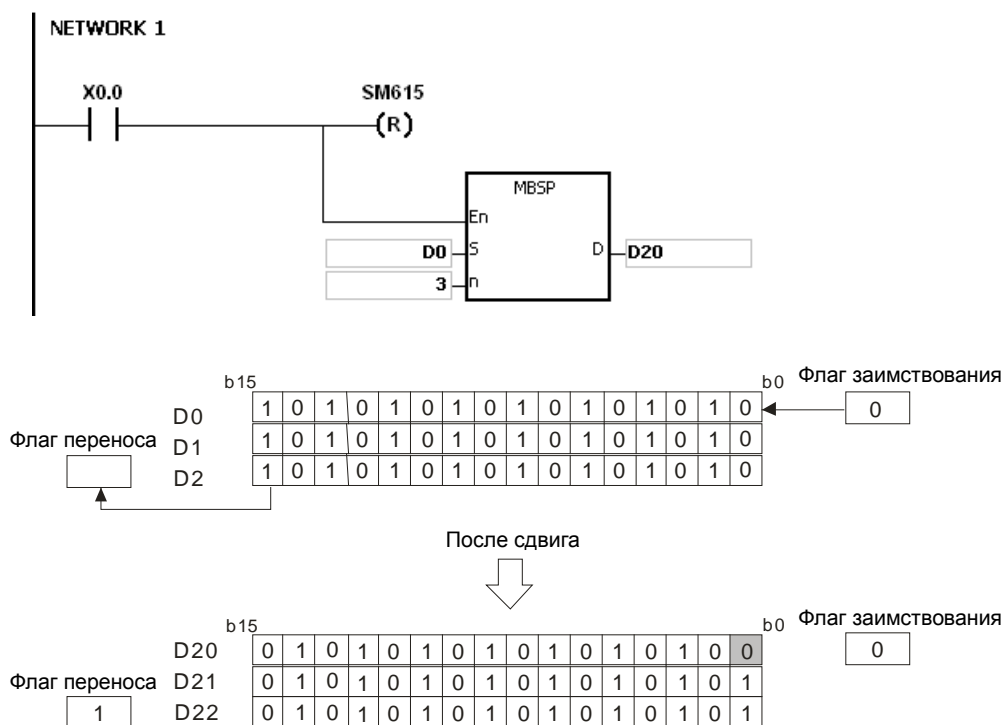 NETWORK 1
X0.0 SM615
(R)
MBSP
En
D0 S D D20
3 n
b15 b0 Флаг заимствования
D0 1 0 1 0 1 0 1 0 1 0 1 0 1 0 1 0 0
Флаг переноса D1 1 0 1 0 1 0 1 0 1 0 1 0 1 0 1 0
D2 1 0 1 0 1 0 1 0 1 0 1 0 1 0 1 0
После сдвига
b15 b0 Флаг заимствования
D20 0 1 0 1 0 1 0 1 0 1 0 1 0 1 0 0 0
Флаг переноса D21 0 1 0 1 0 1 0 1 0 1 0 1 0 1 0 1
1 D22 0 1 0 1 0 1 0 1 0 1 0 1 0 1 0 1